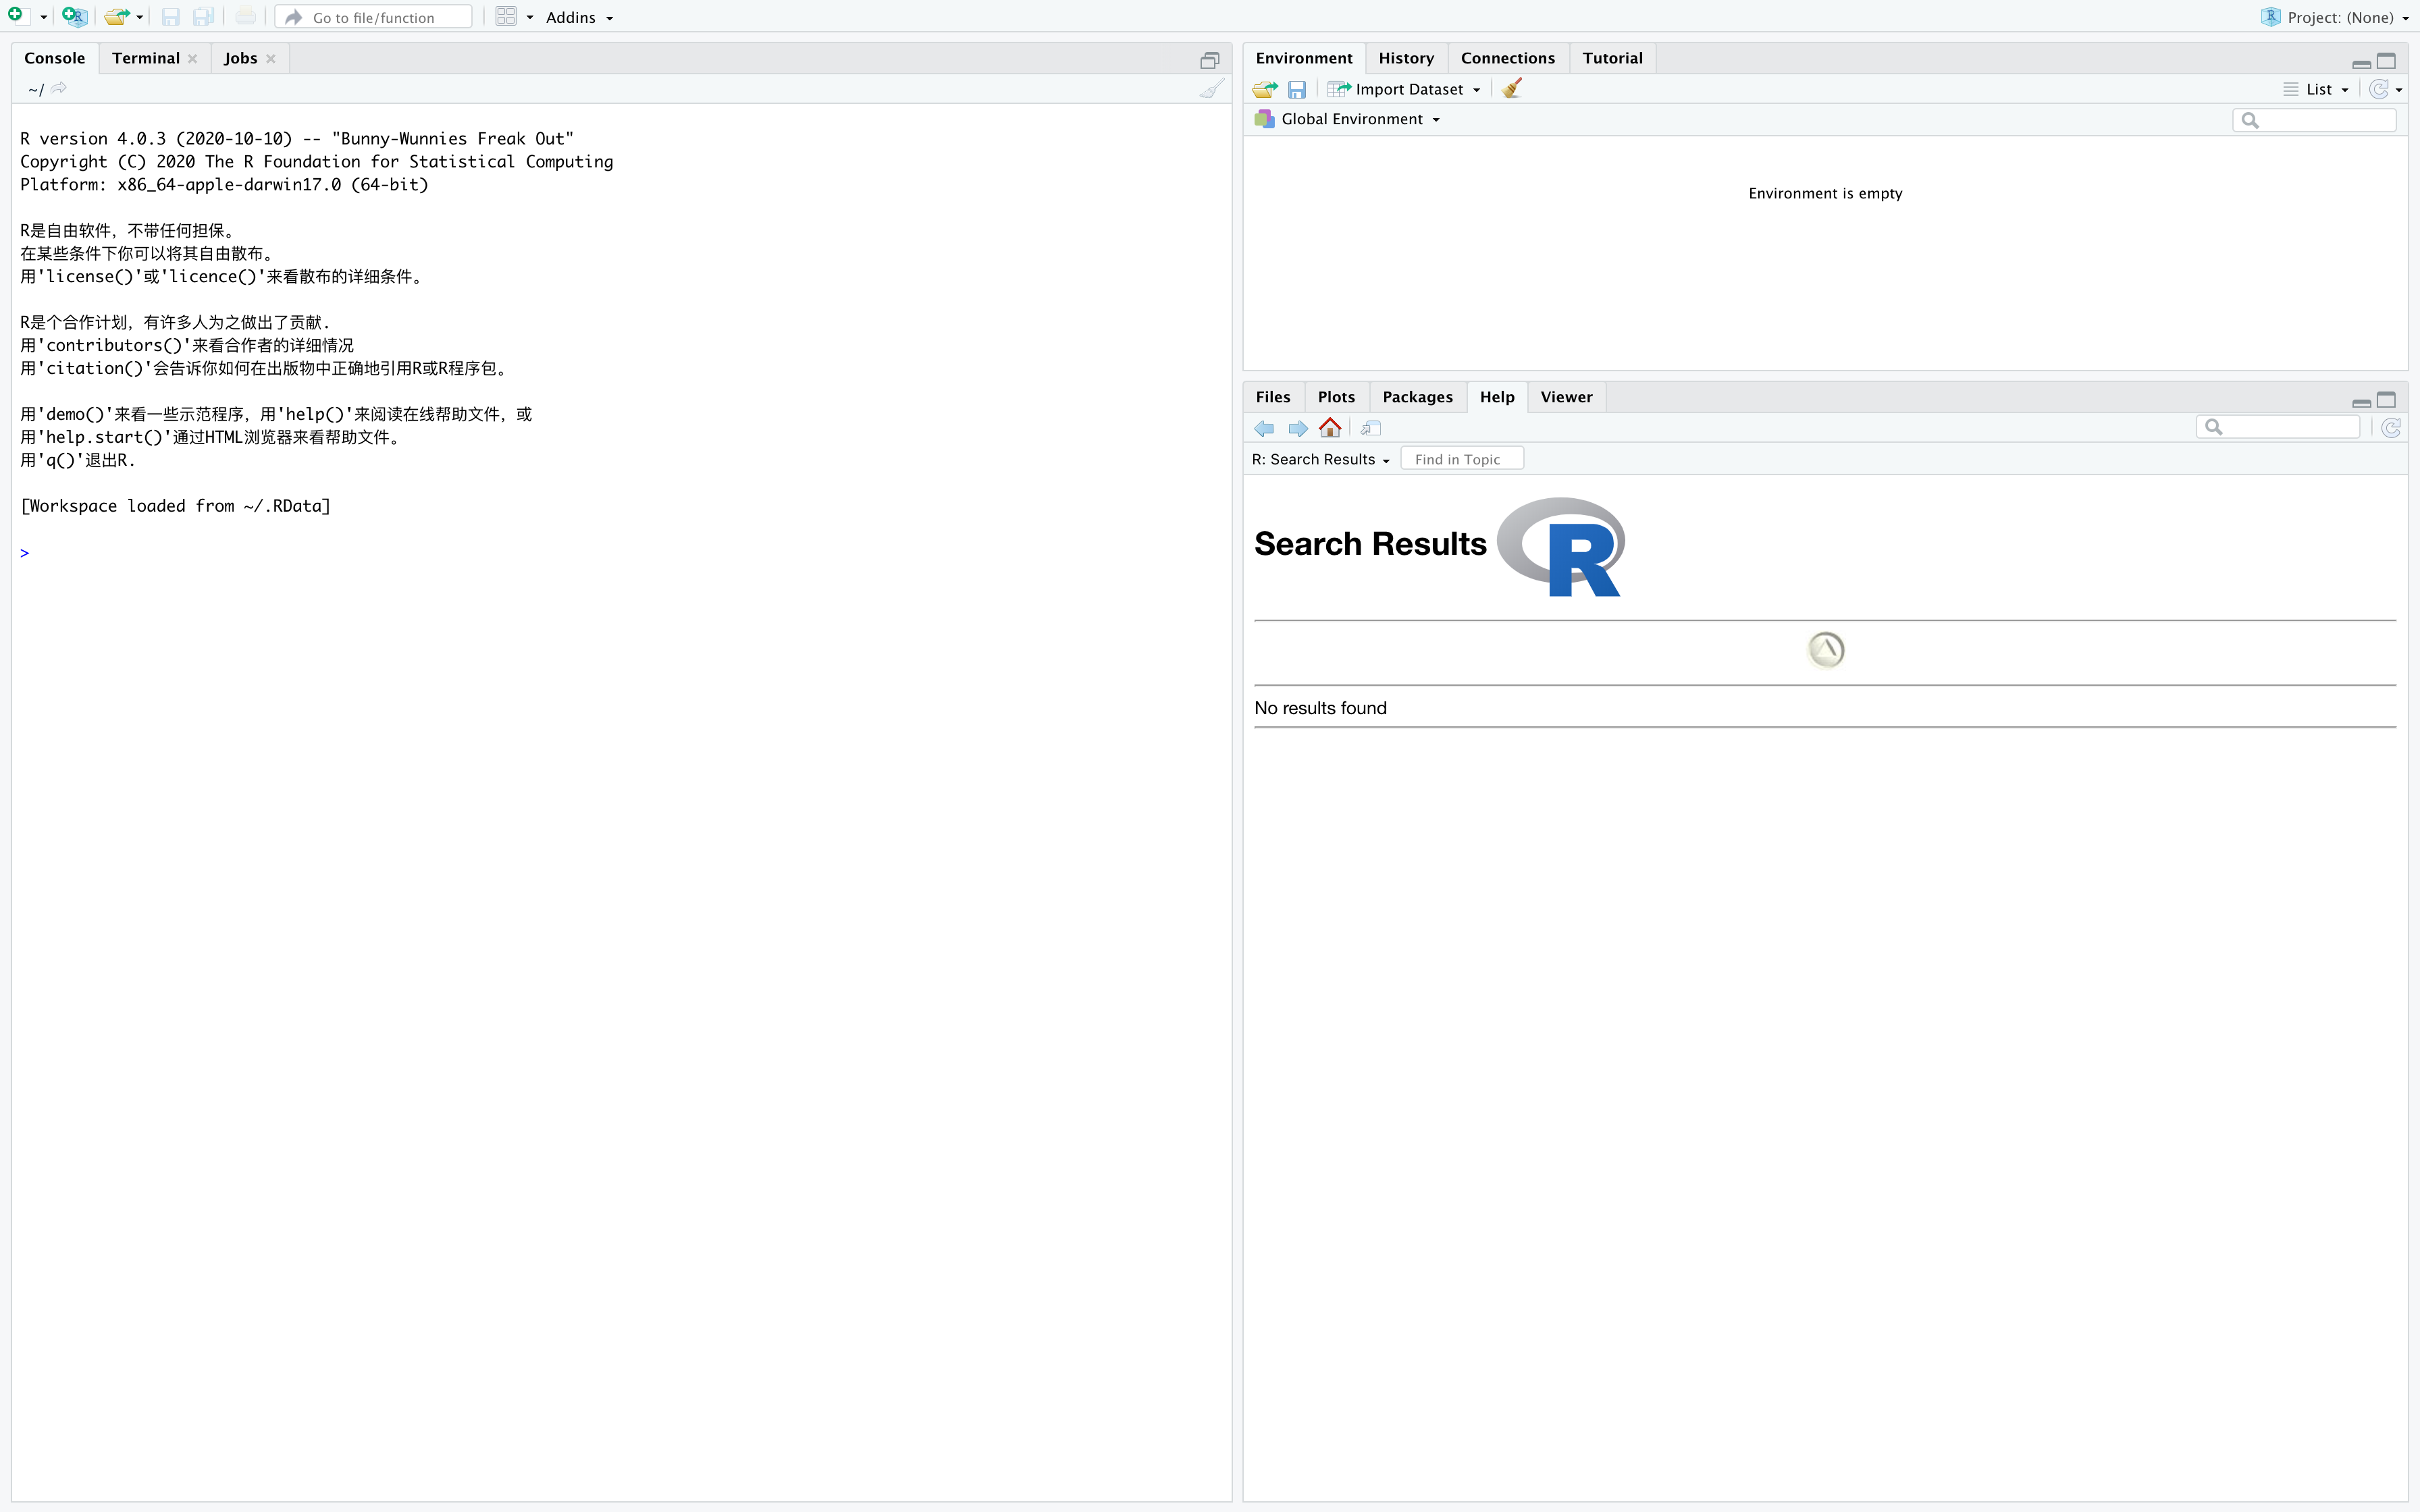 Go to file/function
Addins
Project: (None)
Console Terminal Jobs
~/
R version 4.0.3 (2020-10-10) -- "Bunny-Wunnies Freak Out"
Copyright (C) 2020 The R Foundation for Statistical Computing
Platform: x86_64-apple-darwin17.0 (64-bit)
R是自由软件，不带任何担保。
在某些条件下你可以将其自由散布。
用'license()'或'licence()'来看散布的详细条件。
R是个合作计划，有许多人为之做出了贡献.
用'contributors()'来看合作者的详细情况
用'citation()'会告诉你如何在出版物中正确地引用R或R程序包。
用'demo()'来看一些示范程序，用'help()'来阅读在线帮助文件，或
用'help.start()'通过HTML浏览器来看帮助文件。
用'q()'退出R.
[Workspace loaded from ~/.RData]
>
Environment History Connections Tutorial
Import Dataset
List
Global Environment
Environment is empty
Files Plots Packages Help Viewer
R: Search Results
Find in Topic
Search Results
R
No results found